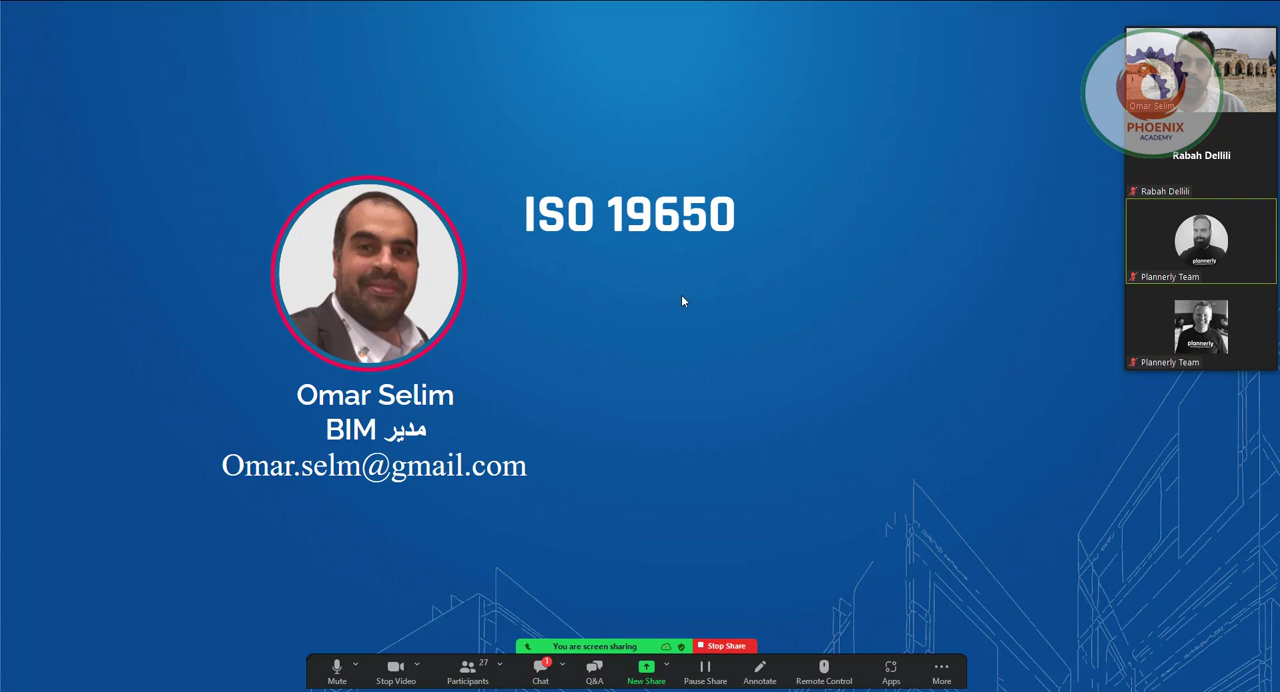 ISO 19650
Omar Selim
مدير BIM
Omar.selm@gmail.com
Omar Selim
PHOENIX
ACADEMY
Rabah Dellili
Rabah Dellili
plannerly
Plannerly Team
plannerly
Plannerly Team
You are screen sharing
Stop Share
Mute
Stop Video
27
Participants
1
Chat
Q&A
New Share
Pause Share
Annotate
Remote Control
Apps
More